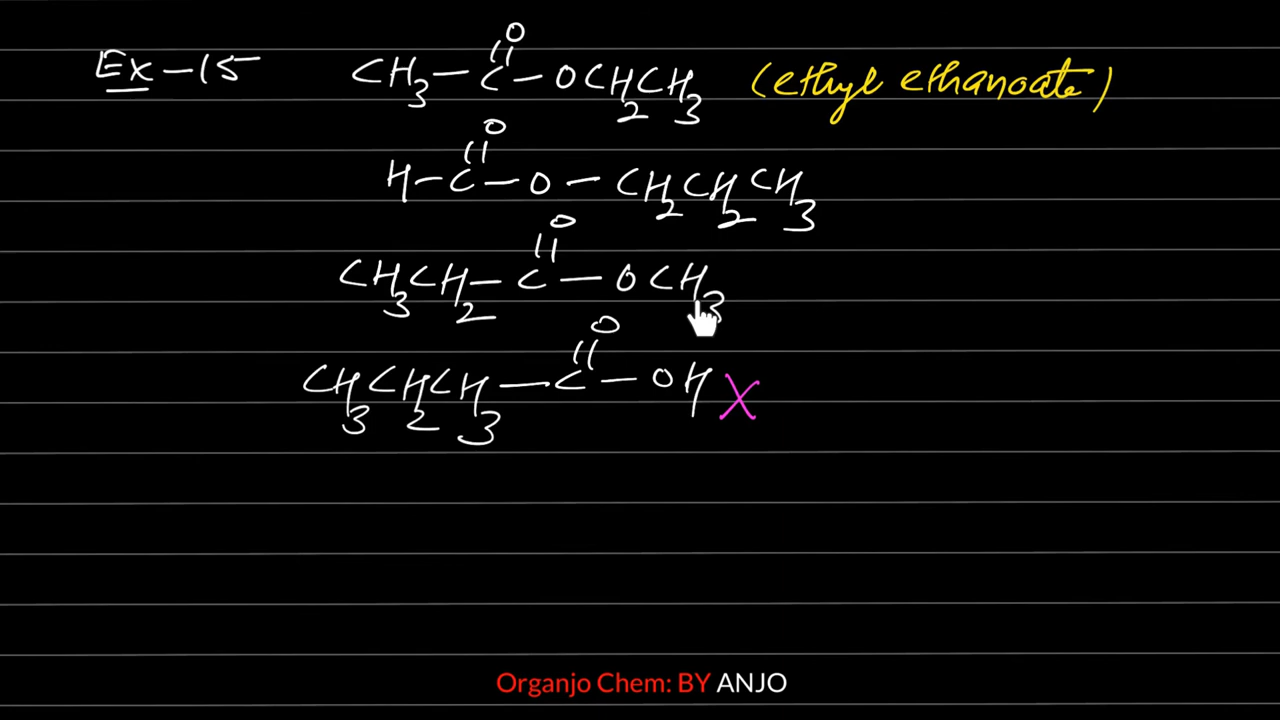 Ex-15 CH3-C(=O)-OCH2CH3 (ethyl ethanoate)
H-C(=O)-O-CH2CH2CH3
CH3CH2-C(=O)-OCH3
CH3CH2CH3-C(=O)-OH X
Organjo Chem: BY ANJO